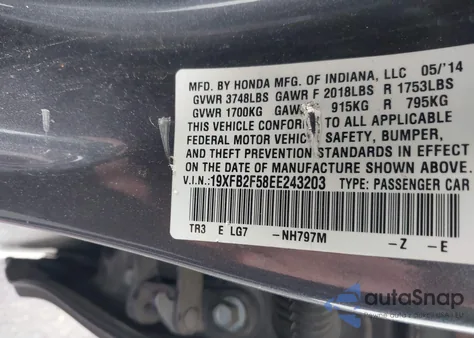 MFD. BY HONDA MFG. OF INDIANA, LLC 05/'14
GVWR 3748LBS GAWR F 2018LBS R 1753LBS
GVWR 1700KG GAW 915KG R 795KG
THIS VEHICLE CONFOR TO ALL APPLICABLE
FEDERAL MOTOR VEHICLE SAFETY, BUMPER,
AND THEFT PREVENTION STANDARDS IN EFFECT
ON THE DATE OF MANUFACTURE SHOWN ABOVE.
V.I.N.: 19XFB2F58EE243203 TYPE: PASSENGER CAR
TR3 E LG7 -NH797M -Z -E
autoSnap